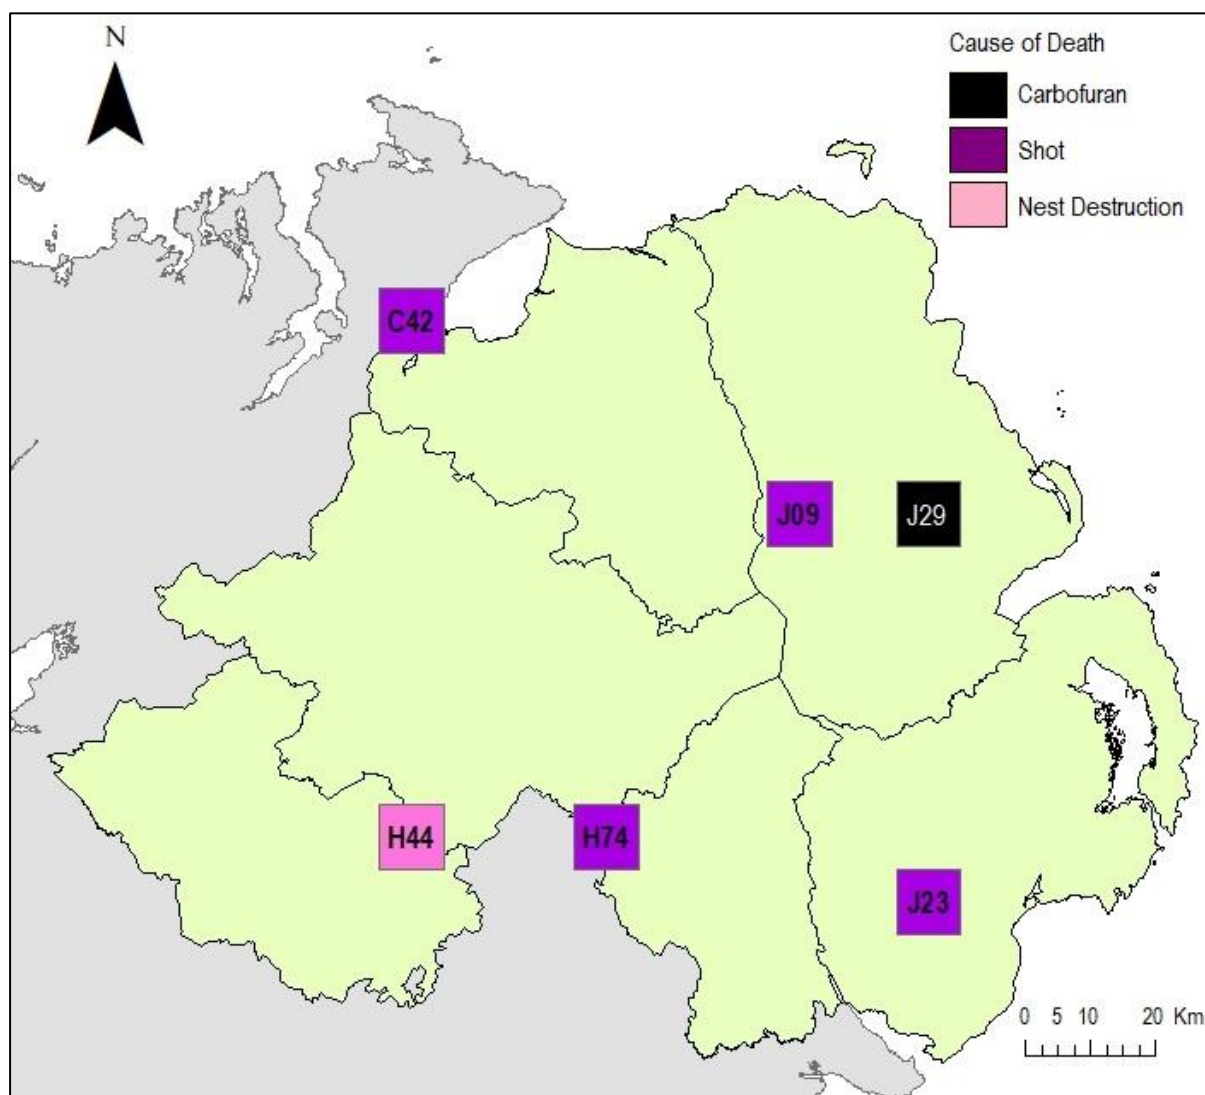 N
Cause of Death
Carbofuran
Shot
Nest Destruction
C42
J09
J29
H44
H74
J23
0 5 10 20 Km